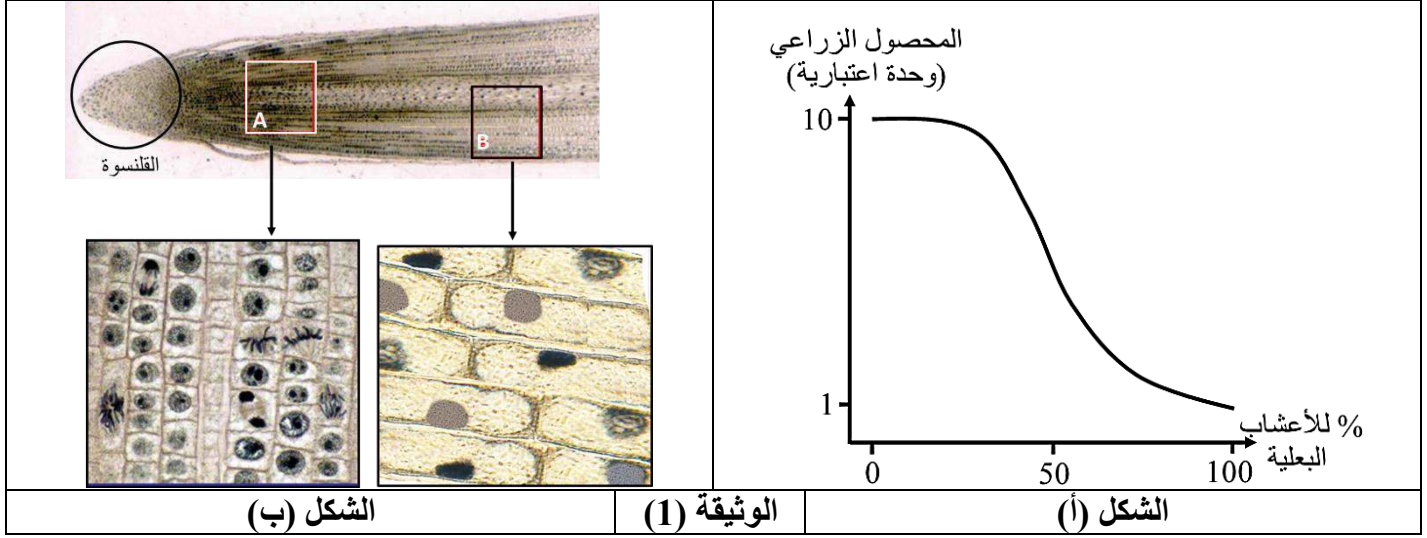 المحصول الزراعي
(وحدة اعتبارية)
10
1
0
50
100
% للأعشاب
البعلية
A
B
القلنسوة
الشكل (أ)
الوثيقة (1)
الشكل (ب)